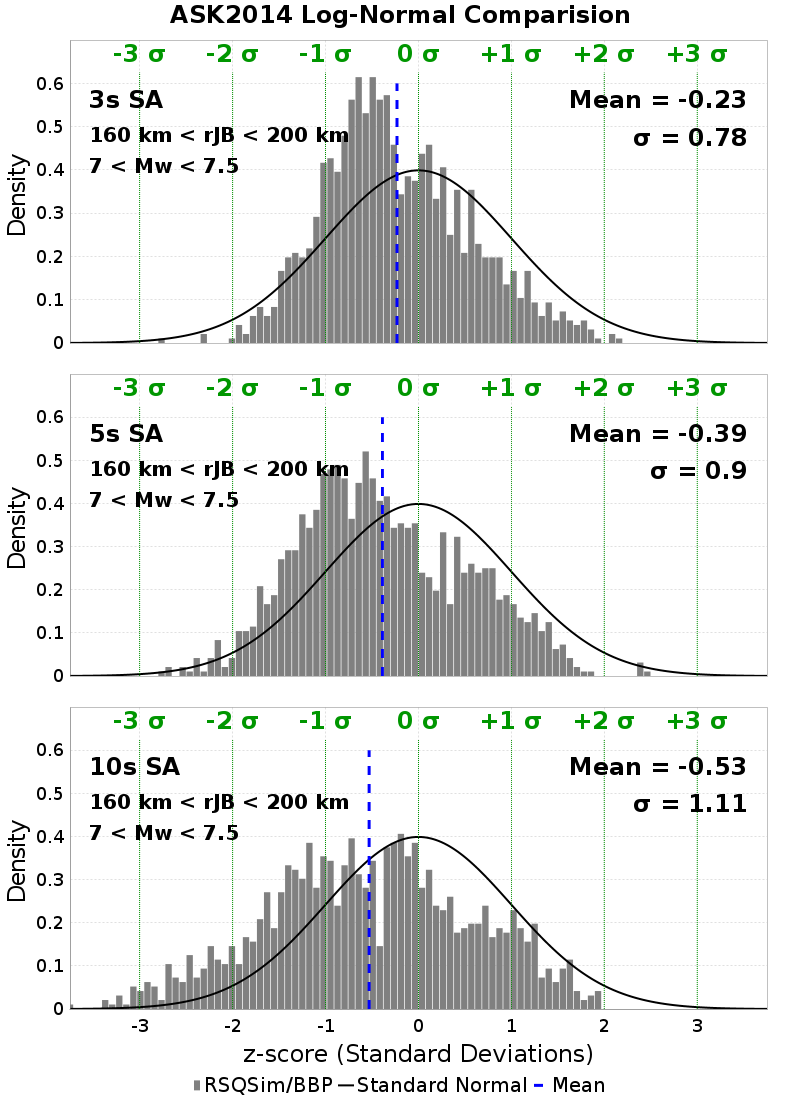 ASK2014 Log-Normal Comparision
-3 σ -2 σ -1 σ 0 σ +1 σ +2 σ +3 σ
3s SA
160 km < rJB < 200 km
7 < Mw < 7.5
Mean = -0.23
σ = 0.78
0.6
0.5
0.4
0.3
0.2
0.1
0
Density
-3 σ -2 σ -1 σ 0 σ +1 σ +2 σ +3 σ
5s SA
160 km < rJB < 200 km
7 < Mw < 7.5
Mean = -0.39
σ = 0.9
0.6
0.5
0.4
0.3
0.2
0.1
0
Density
-3 σ -2 σ -1 σ 0 σ +1 σ +2 σ +3 σ
10s SA
160 km < rJB < 200 km
7 < Mw < 7.5
Mean = -0.53
σ = 1.11
0.6
0.5
0.4
0.3
0.2
0.1
0
Density
-3 -2 -1 0 1 2 3
z-score (Standard Deviations)
RSQSim/BBP Standard Normal Mean